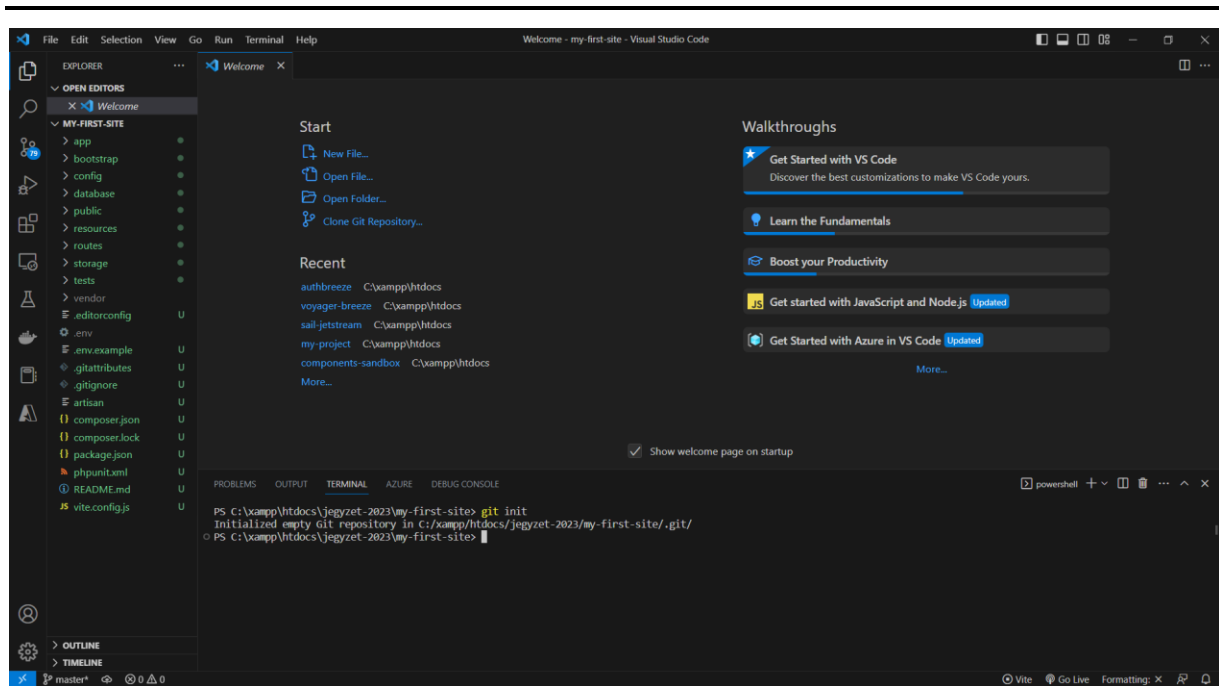 File Edit Selection View Go Run Terminal Help
Welcome - my-first-site - Visual Studio Code
EXPLORER
Welcome
OPEN EDITORS
Welcome
MY-FIRST-SITE
app
bootstrap
config
database
public
resources
routes
storage
tests
vendor
.editorconfig U
.env
.env.example U
.gitattributes U
.gitignore U
artisan U
composer.json U
composer.lock U
package.json U
phpunit.xml U
README.md U
vite.config.js U
OUTLINE
TIMELINE
79
Start
New File...
Open File...
Open Folder...
Clone Git Repository...
Recent
authbreeze C:\xampp\htdocs
voyager-breeze C:\xampp\htdocs
sail-jetstream C:\xampp\htdocs
my-project C:\xampp\htdocs
components-sandbox C:\xampp\htdocs
More...
Walkthroughs
Get Started with VS Code
Discover the best customizations to make VS Code yours.
Learn the Fundamentals
Boost your Productivity
JS Get started with JavaScript and Node.js Updated
Get Started with Azure in VS Code Updated
More...
Show welcome page on startup
PROBLEMS OUTPUT TERMINAL AZURE DEBUG CONSOLE
powershell
PS C:\xampp\htdocs\jegyzet-2023\my-first-site> git init
Initialized empty Git repository in C:/xampp/htdocs/jegyzet-2023/my-first-site/.git/
PS C:\xampp\htdocs\jegyzet-2023\my-first-site>
master* 0 0
Vite Go Live Formatting: ×